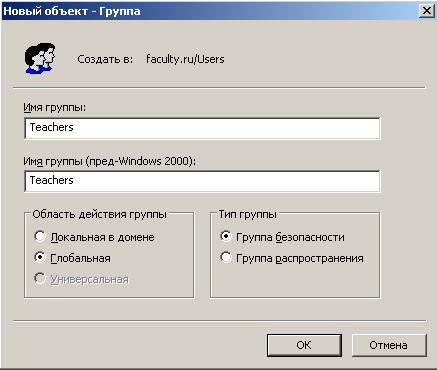 Новый объект - Группа
Создать в: faculty.ru/Users
Имя группы:
Teachers
Имя группы (пред-Windows 2000):
Teachers
Область действия группы
Локальная в домене
Глобальная
Универсальная
Тип группы
Группа безопасности
Группа распространения
OK
Отмена